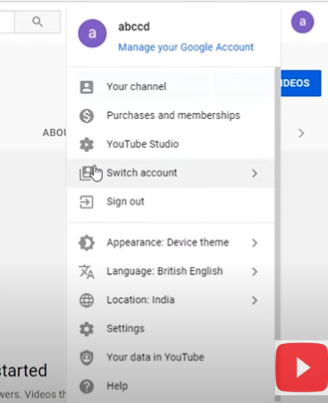 a
abccd
a
Manage your Google Account
Your channel
IDEOS
Purchases and memberships
ABOU
YouTube Studio
Switch account
Sign out
Appearance: Device theme
Language: British English
Location: India
Settings
started
Your data in YouTube
wers. Videos th
Help